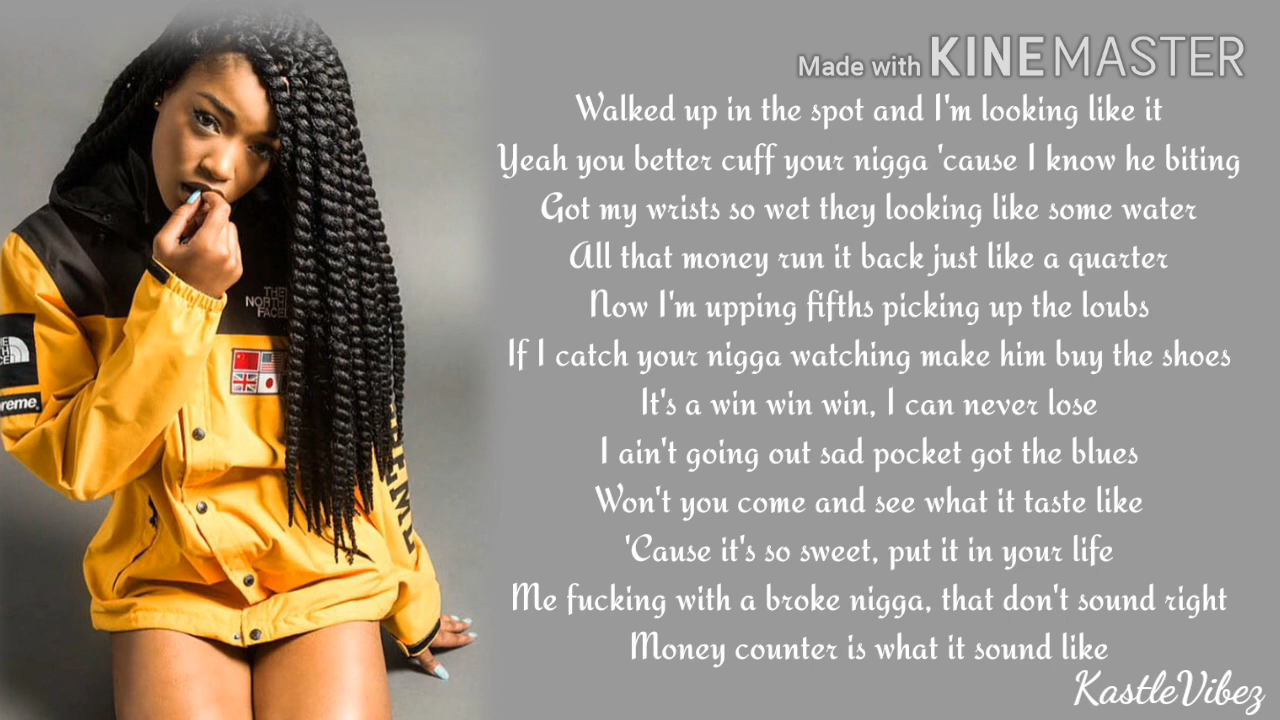 Made with KINEMASTER
Walked up in the spot and I'm looking like it
Yeah you better cuff your nigga 'cause I know he biting
Got my wrists so wet they looking like some water
All that money run it back just like a quarter
Now I'm upping fifths picking up the loubs
If I catch your nigga watching make him buy the shoes
It's a win win win, I can never lose
I ain't going out sad pocket got the blues
Won't you come and see what it taste like
'Cause it's so sweet, put it in your life
Me fucking with a broke nigga, that don't sound right
Money counter is what it sound like
KastleVibez
THE
NORTH
FACE
preme